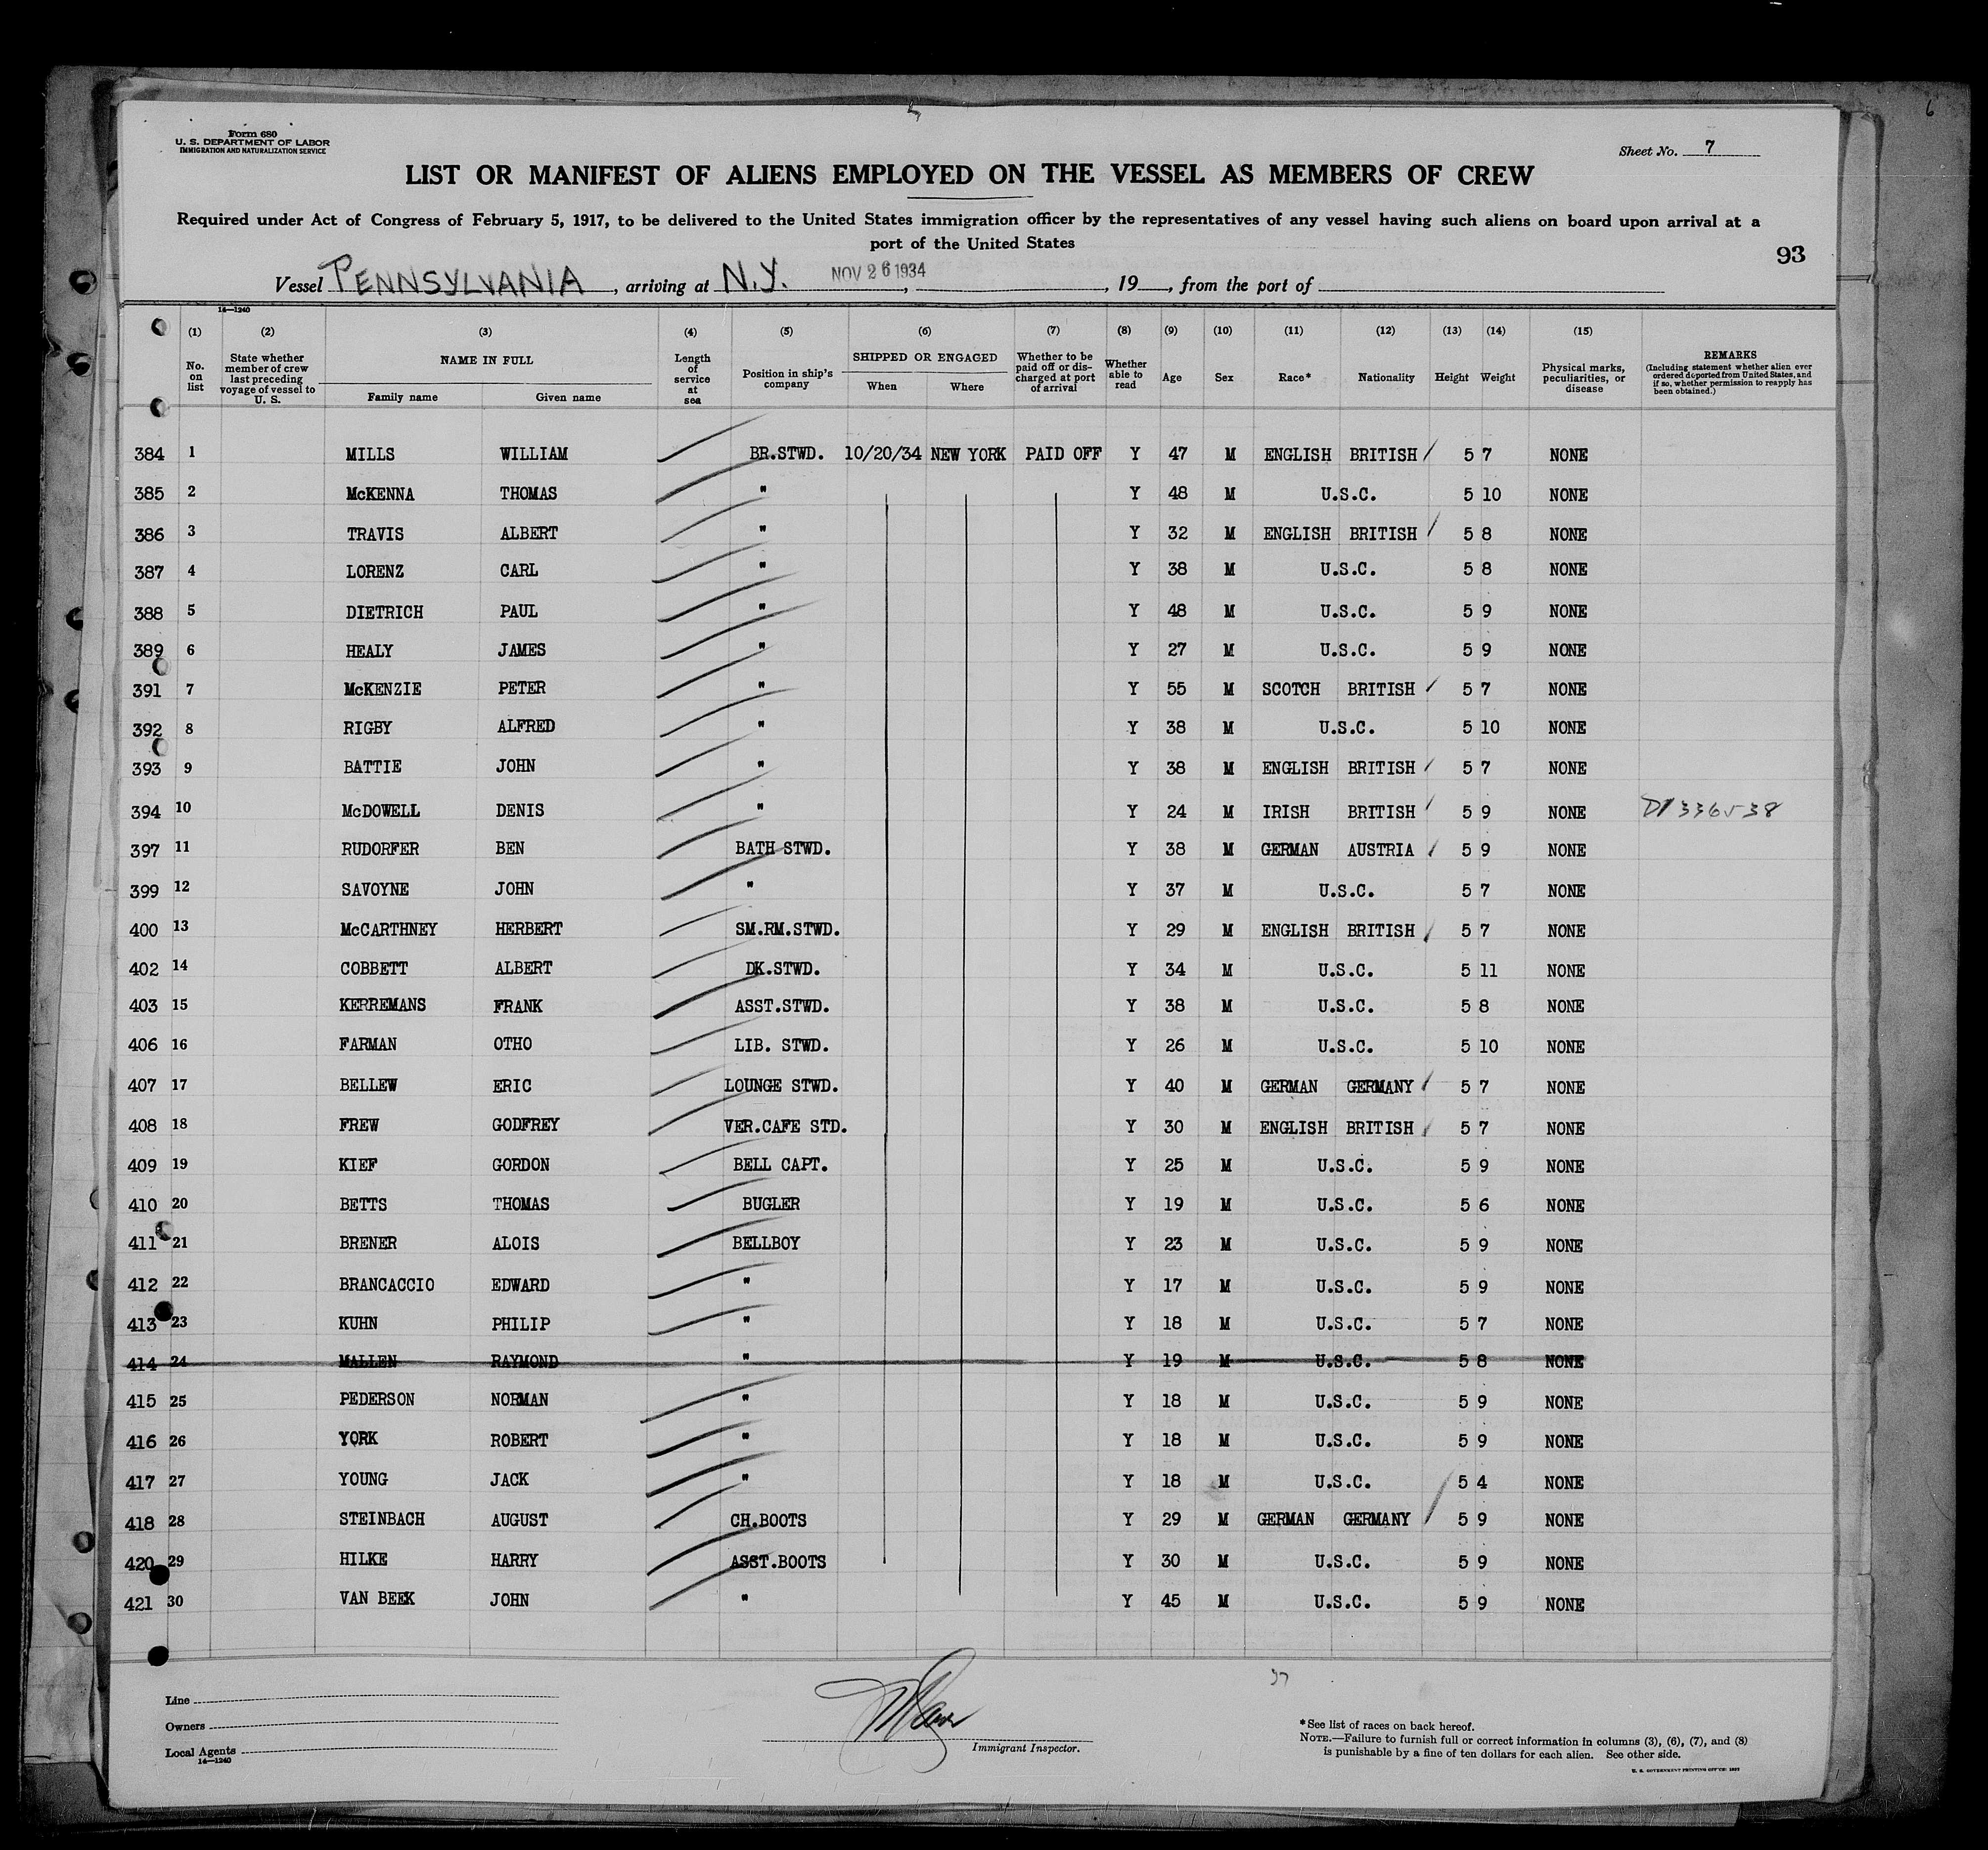 6
Form 680
U. S. DEPARTMENT OF LABOR
IMMIGRATION AND NATURALIZATION SERVICE
Sheet No. 7
LIST OR MANIFEST OF ALIENS EMPLOYED ON THE VESSEL AS MEMBERS OF CREW
Required under Act of Congress of February 5, 1917, to be delivered to the United States immigration officer by the representatives of any vessel having such aliens on board upon arrival at a
port of the United States
93
Vessel PENNSYLVANIA, arriving at N.Y. NOV 26 1934, , 19 , from the port of
14—1240
(1) (2) (3) (4) (5) (6) (7) (8) (9) (10) (11) (12) (13) (14) (15)
No. on list
State whether member of crew last preceding voyage of vessel to U. S.
NAME IN FULL
Family name Given name
Length of service at sea
Position in ship's company
SHIPPED OR ENGAGED
When Where
Whether to be paid off or discharged at port of arrival
Whether able to read
Age
Sex
Race*
Nationality
Height
Weight
Physical marks, peculiarities, or disease
REMARKS
(Including statement whether alien ever ordered deported from United States, and if so, whether permission to reapply has been obtained.)
384 1 MILLS WILLIAM BR.STWD. 10/20/34 NEW YORK PAID OFF Y 47 M ENGLISH BRITISH 5 7 NONE
385 2 McKENNA THOMAS " Y 48 M U.S.C. 5 10 NONE
386 3 TRAVIS ALBERT " Y 32 M ENGLISH BRITISH 5 8 NONE
387 4 LORENZ CARL " Y 38 M U.S.C. 5 8 NONE
388 5 DIETRICH PAUL " Y 48 M U.S.C. 5 9 NONE
389 6 HEALY JAMES " Y 27 M U.S.C. 5 9 NONE
391 7 McKENZIE PETER " Y 55 M SCOTCH BRITISH 5 7 NONE
392 8 RIGBY ALFRED " Y 38 M U.S.C. 5 10 NONE
393 9 BATTIE JOHN " Y 38 M ENGLISH BRITISH 5 7 NONE
394 10 McDOWELL DENIS " Y 24 M IRISH BRITISH 5 9 NONE
397 11 RUDORFER BEN BATH STWD. Y 38 M GERMAN AUSTRIA 5 9 NONE
399 12 SAVOYNE JOHN " Y 37 M U.S.C. 5 7 NONE
400 13 McCARTHNEY HERBERT SM.RM.STWD. Y 29 M ENGLISH BRITISH 5 7 NONE
402 14 COBBETT ALBERT DK.STWD. Y 34 M U.S.C. 5 11 NONE
403 15 KERREMANS FRANK ASST.STWD. Y 38 M U.S.C. 5 8 NONE
406 16 FARMAN OTHO LIB. STWD. Y 26 M U.S.C. 5 10 NONE
407 17 BELLEW ERIC LOUNGE STWD. Y 40 M GERMAN GERMANY 5 7 NONE
408 18 FREW GODFREY VER.CAFE STD. Y 30 M ENGLISH BRITISH 5 7 NONE
409 19 KIEF GORDON BELL CAPT. Y 25 M U.S.C. 5 9 NONE
410 20 BETTS THOMAS BUGLER Y 19 M U.S.C. 5 6 NONE
411 21 BRENER ALOIS BELLBOY Y 23 M U.S.C. 5 9 NONE
412 22 BRANCACCIO EDWARD " Y 17 M U.S.C. 5 9 NONE
413 23 KUHN PHILIP " Y 18 M U.S.C. 5 7 NONE
414 24 MALLEN RAYMOND " Y 19 M U.S.C. 5 8 NONE
415 25 PEDERSON NORMAN " Y 18 M U.S.C. 5 9 NONE
416 26 YORK ROBERT " Y 18 M U.S.C. 5 9 NONE
417 27 YOUNG JACK " Y 18 M U.S.C. 5 4 NONE
418 28 STEINBACH AUGUST CH.BOOTS Y 29 M GERMAN GERMANY 5 9 NONE
420 29 HILKE HARRY ASST.BOOTS Y 30 M U.S.C. 5 9 NONE
421 30 VAN BEEK JOHN " Y 45 M U.S.C. 5 9 NONE
Line
Owners
Local Agents
14—1240
Immigrant Inspector.
*See list of races on back hereof.
NOTE.—Failure to furnish full or correct information in columns (3), (6), (7), and (8)
is punishable by a fine of ten dollars for each alien. See other side.